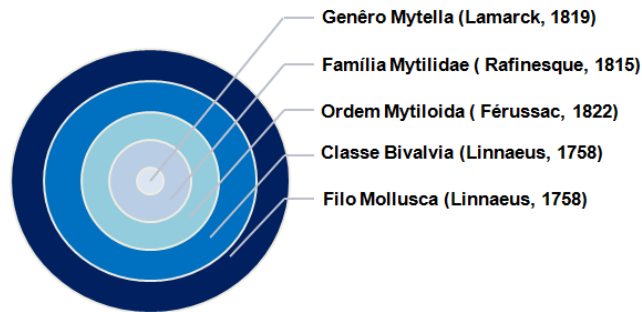 Genêro Mytella (Lamarck, 1819)
Família Mytilidae ( Rafinesque, 1815)
Ordem Mytiloida ( Férussac, 1822)
Classe Bivalvia (Linnaeus, 1758)
Filo Mollusca (Linnaeus, 1758)